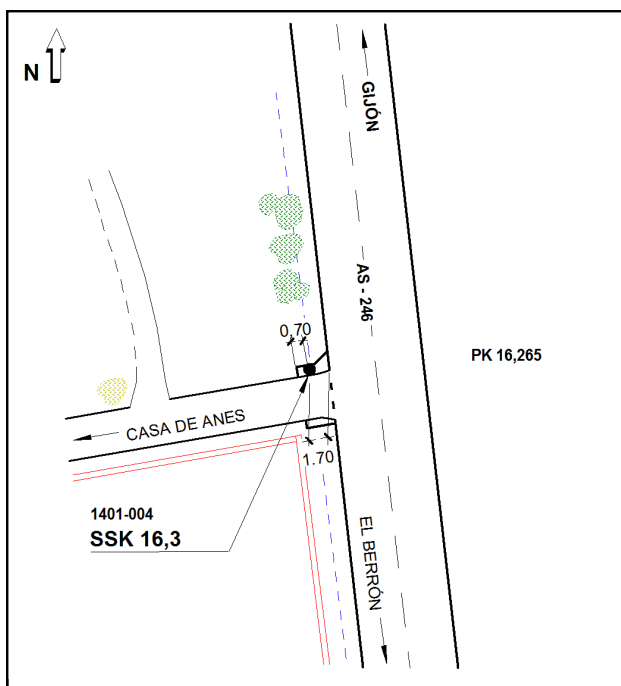 N
GIJÓN
AS - 246
0,70
PK 16,265
CASA DE ANES
1.70
1401-004
SSK 16,3
EL BERRÓN